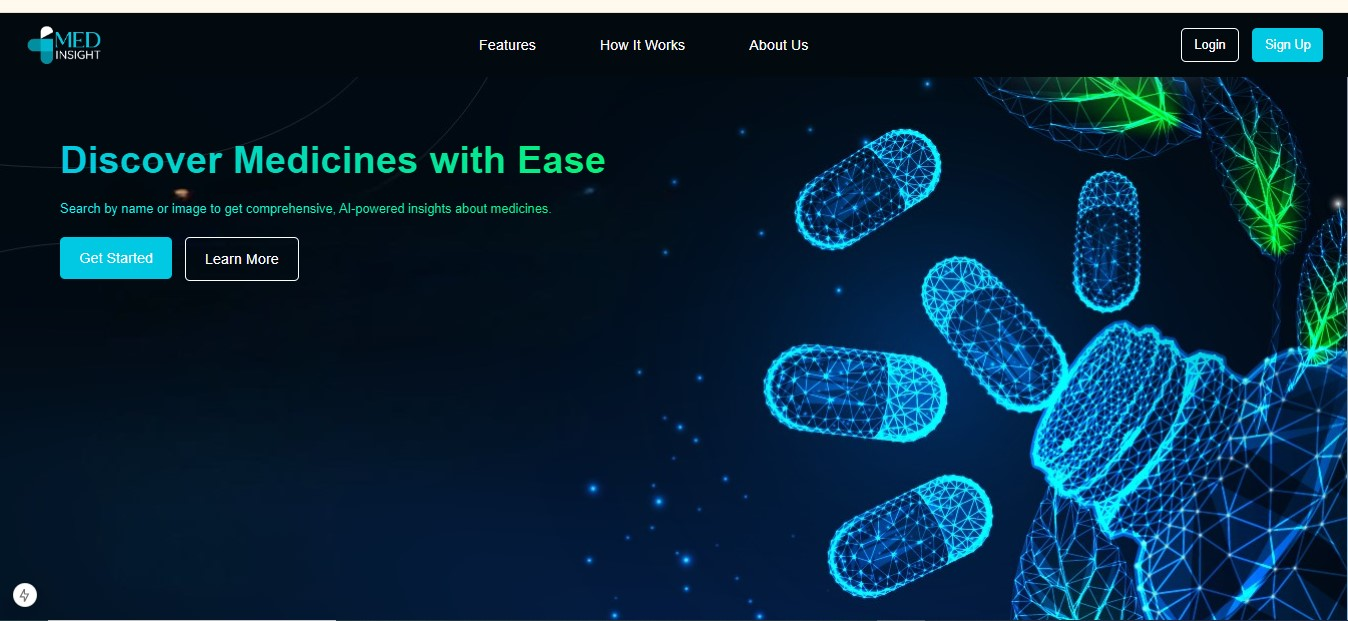 MED
INSIGHT
Features
How It Works
About Us
Login
Sign Up
Discover Medicines with Ease
Search by name or image to get comprehensive, AI-powered insights about medicines.
Get Started
Learn More